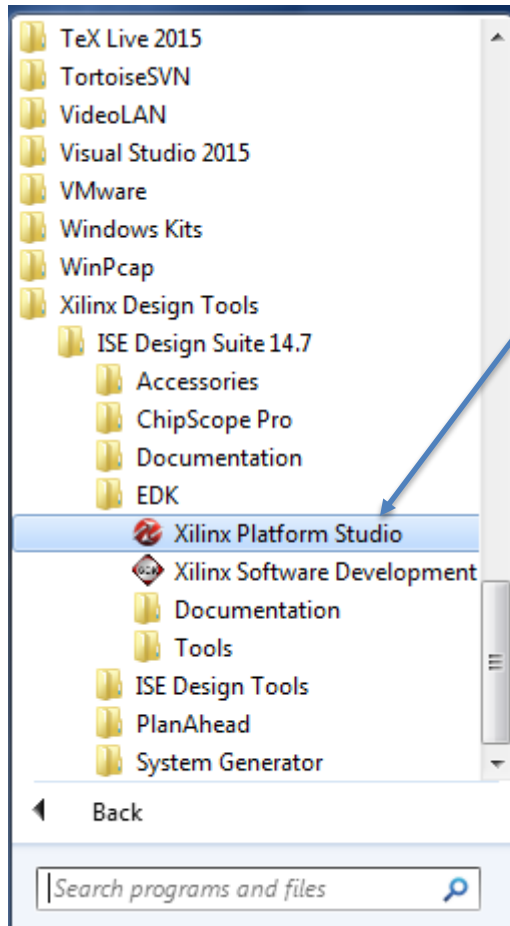 TeX Live 2015
TortoiseSVN
VideoLAN
Visual Studio 2015
VMware
Windows Kits
WinPcap
Xilinx Design Tools
ISE Design Suite 14.7
Accessories
ChipScope Pro
Documentation
EDK
Xilinx Platform Studio
Xilinx Software Development
Documentation
Tools
ISE Design Tools
PlanAhead
System Generator
Back
Search programs and files